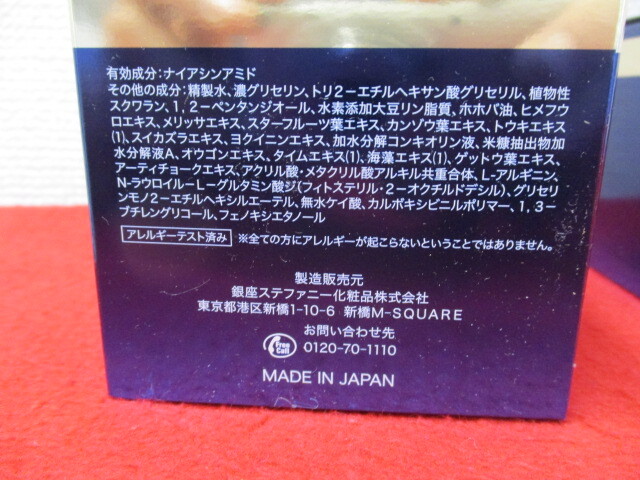 有効成分:ナイアシンアミド
その他の成分:精製水、濃グリセリン、トリ2-エチルヘキサン酸グリセリル、植物性
スクワラン、1,2-ペンタンジオール、水素添加大豆リン脂質、ホホバ油、ヒメフウ
ロエキス、メリッサエキス、スターフルーツ葉エキス、カンゾウ葉エキス、トウキエキス
(1)、スイカズラエキス、ヨクイニンエキス、加水分解コンキオリン液、米糠抽出物加
水分解液A、オウゴンエキス、タイムエキス(1)、海藻エキス(1)、ゲットウ葉エキス、
アーティチョークエキス、アクリル酸・メタクリル酸アルキル共重合体、L-アルギニン、
N-ラウロイル-L-グルタミン酸ジ(フィトステリル・2-オクチルドデシル)、グリセリ
ンモノ2-エチルヘキシルエーテル、無水ケイ酸、カルボキシビニルポリマー、1,3-
ブチレングリコール、フェノキシエタノール
アレルギーテスト済み ※全ての方にアレルギーが起こらないということではありません。
製造販売元
銀座ステファニー化粧品株式会社
東京都港区新橋1-10-6 新橋M-SQUARE
お問い合わせ先
Free Call 0120-70-1110
MADE IN JAPAN